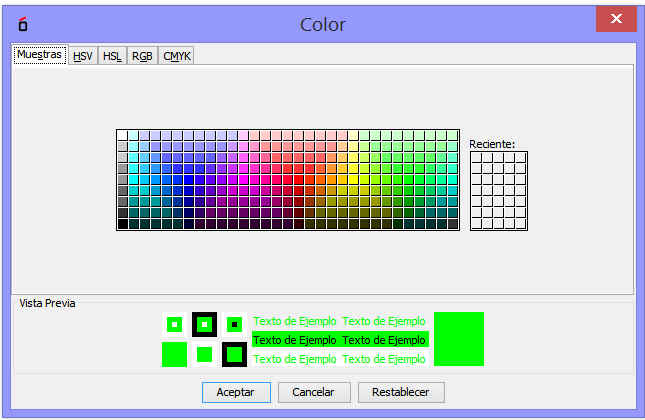 Color
Muestras HSV HSL RGB CMYK
Reciente:
Vista Previa
Texto de Ejemplo Texto de Ejemplo
Texto de Ejemplo Texto de Ejemplo
Texto de Ejemplo Texto de Ejemplo
Aceptar Cancelar Restablecer